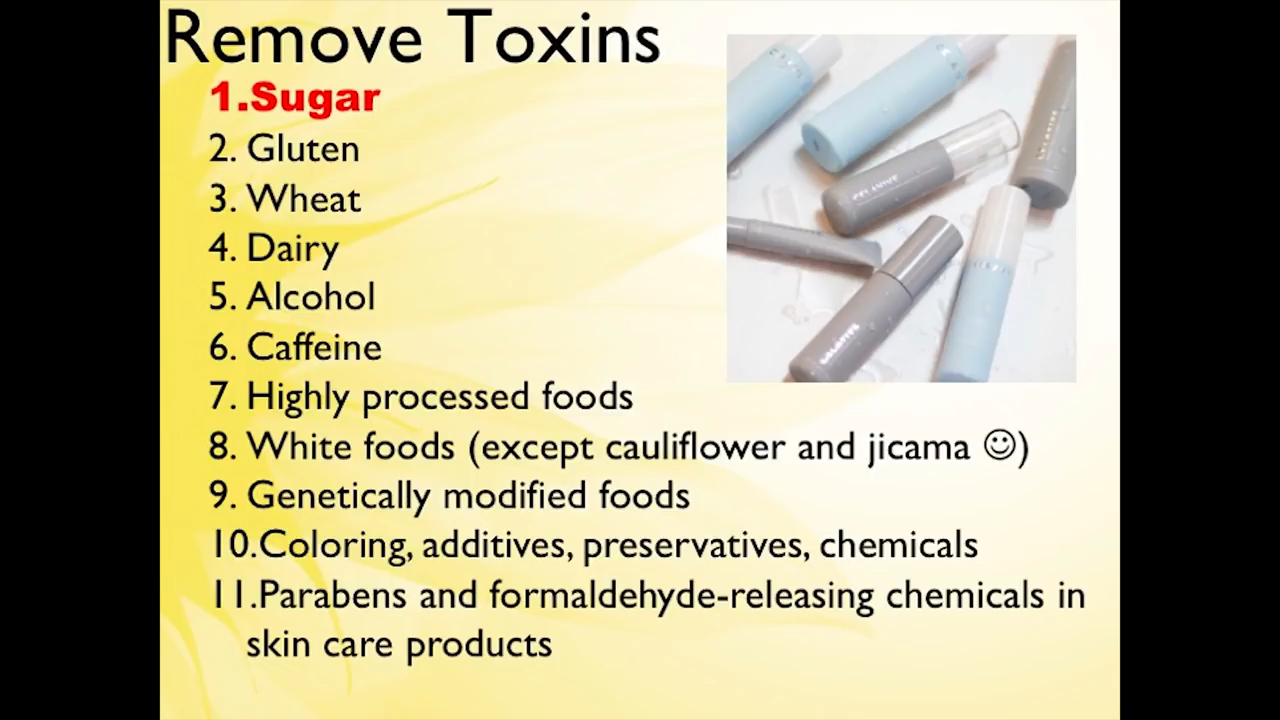 Remove Toxins
1.Sugar
2. Gluten
3. Wheat
4. Dairy
5. Alcohol
6. Caffeine
7. Highly processed foods
8. White foods (except cauliflower and jicama ☺)
9. Genetically modified foods
10.Coloring, additives, preservatives, chemicals
11.Parabens and formaldehyde-releasing chemicals in
skin care products